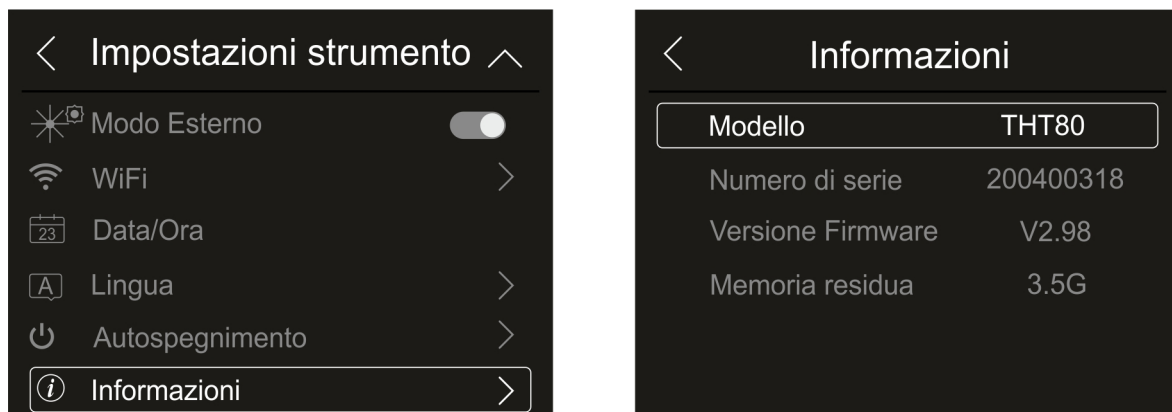 Impostazioni strumento
Modo Esterno
WiFi
23 Data/Ora
A Lingua
Autospegnimento
i Informazioni
Informazioni
Modello THT80
Numero di serie 200400318
Versione Firmware V2.98
Memoria residua 3.5G